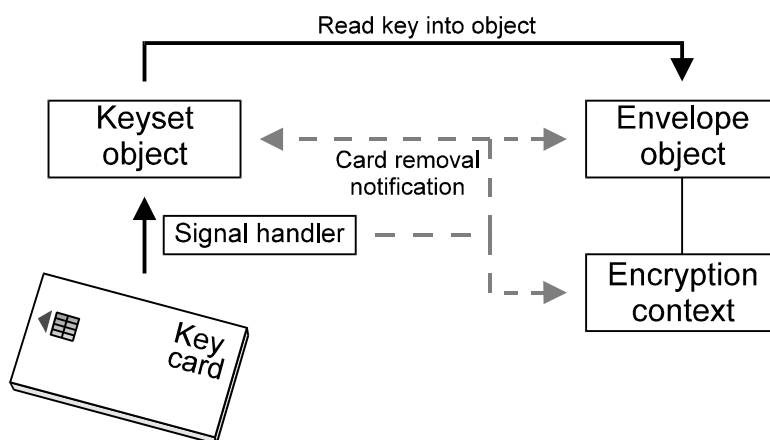 Read key into object
Keyset
object
Envelope
object
Card removal
notification
Signal handler
Encryption
context
Key
card